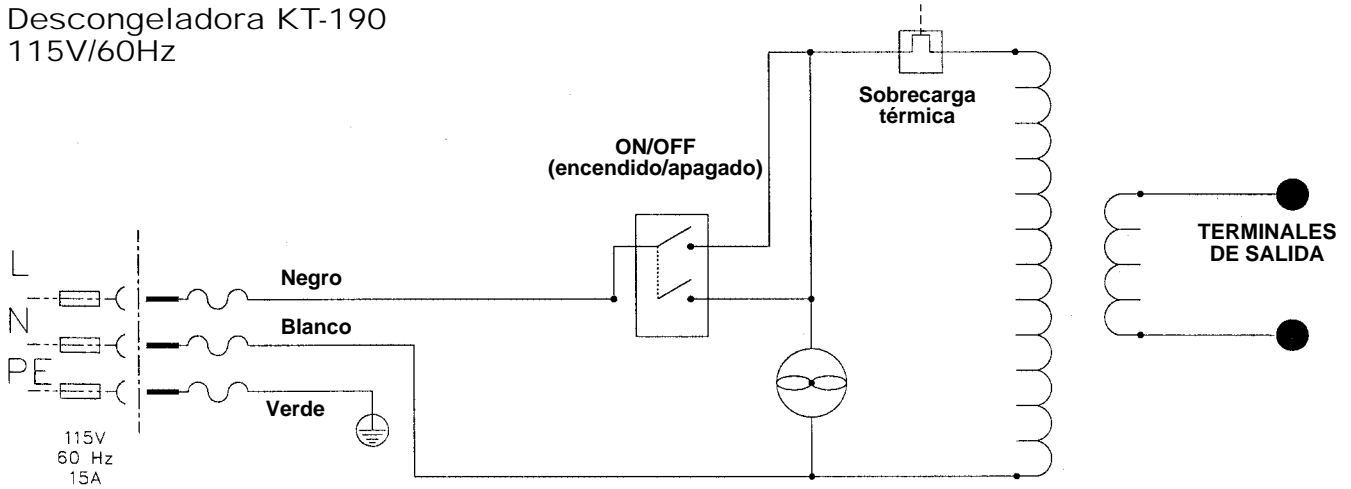 Descongeladora KT-190
115V/60Hz
Sobrecarga
térmica
ON/OFF
(encendido/apagado)
TERMINALES
DE SALIDA
L
Negro
N
Blanco
PE
Verde
115V
60 Hz
15A